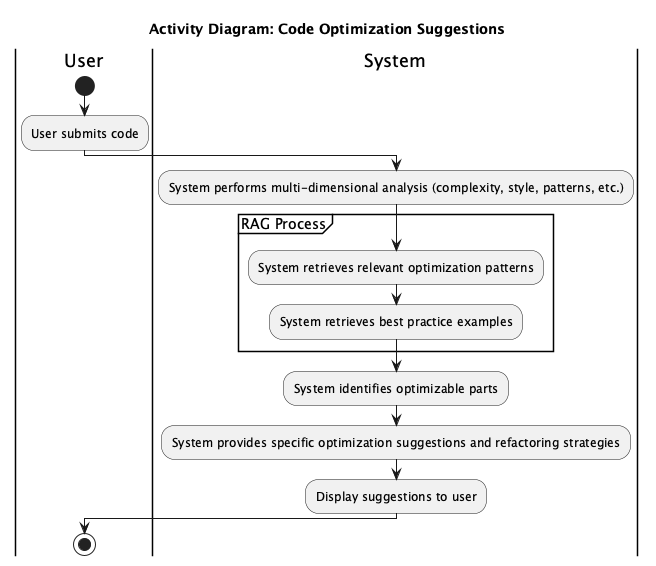 Activity Diagram: Code Optimization Suggestions
User
System
User submits code
System performs multi-dimensional analysis (complexity, style, patterns, etc.)
RAG Process
System retrieves relevant optimization patterns
System retrieves best practice examples
System identifies optimizable parts
System provides specific optimization suggestions and refactoring strategies
Display suggestions to user